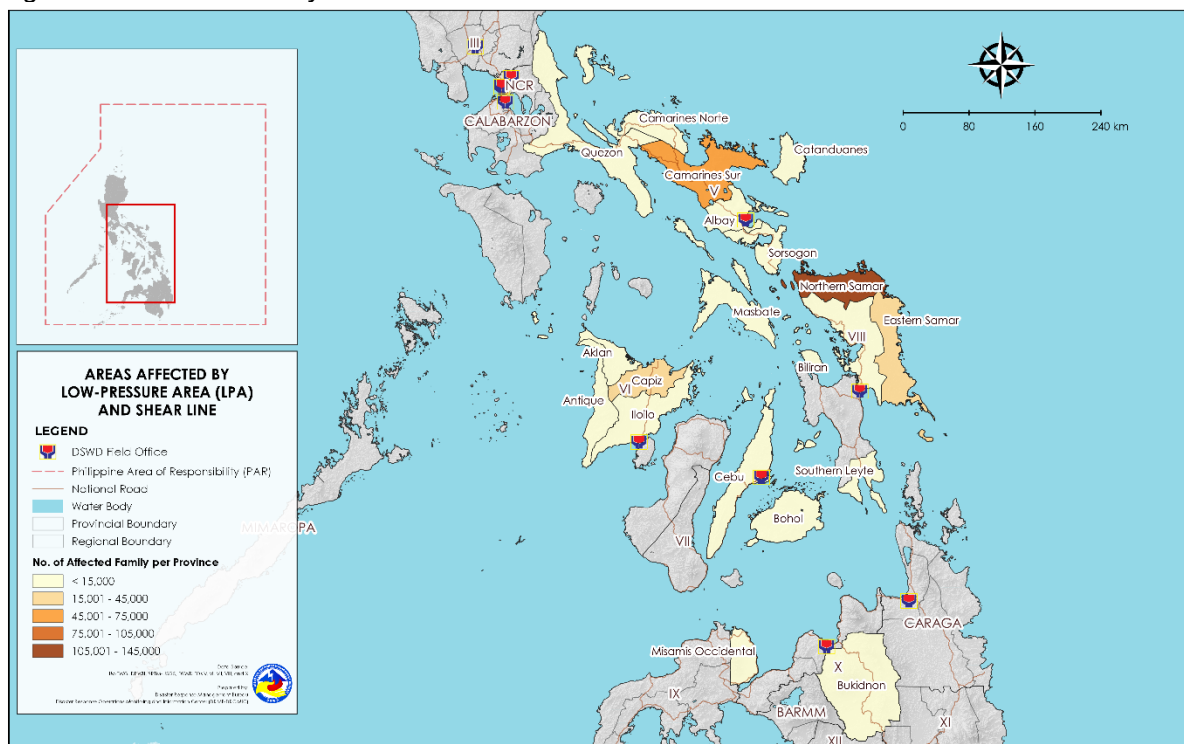 III
NCR
CALABARZON
Camarines Norte
Quezon
Catanduanes
Camarines Sur
V
Albay
Sorsogon
Northern Samar
Masbate
Eastern Samar
VIII
Biliran
Aklan
Capiz
VI
Antique
Iloilo
Cebu
Southern Leyte
Bohol
VII
MIMAROPA
CARAGA
Misamis Occidental
X
Bukidnon
IX
BARMM
XI
XII
0 80 160 240 km
AREAS AFFECTED BY
LOW-PRESSURE AREA (LPA)
AND SHEAR LINE
LEGEND
DSWD Field Office
Philippine Area of Responsibility (PAR)
National Road
Water Body
Provincial Boundary
Regional Boundary
No. of Affected Family per Province
< 15,000
15,001 - 45,000
45,001 - 75,000
75,001 - 105,000
105,001 - 145,000